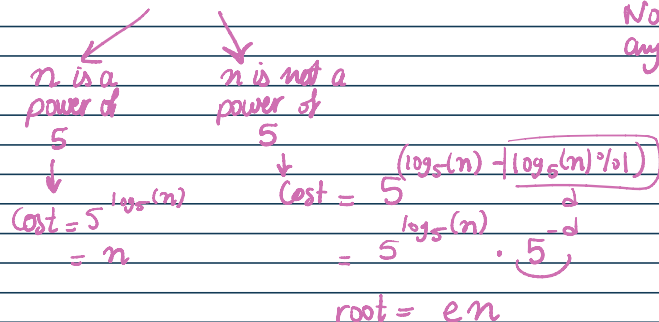 No
any
n is a
power of
5
Cost = 5^log₅(n)
= n
n is not a
power of
5
Cost = 5^(log₅(n) - |log₅(n)%1|)
d
= 5^log₅(n) · 5^-d
root = en